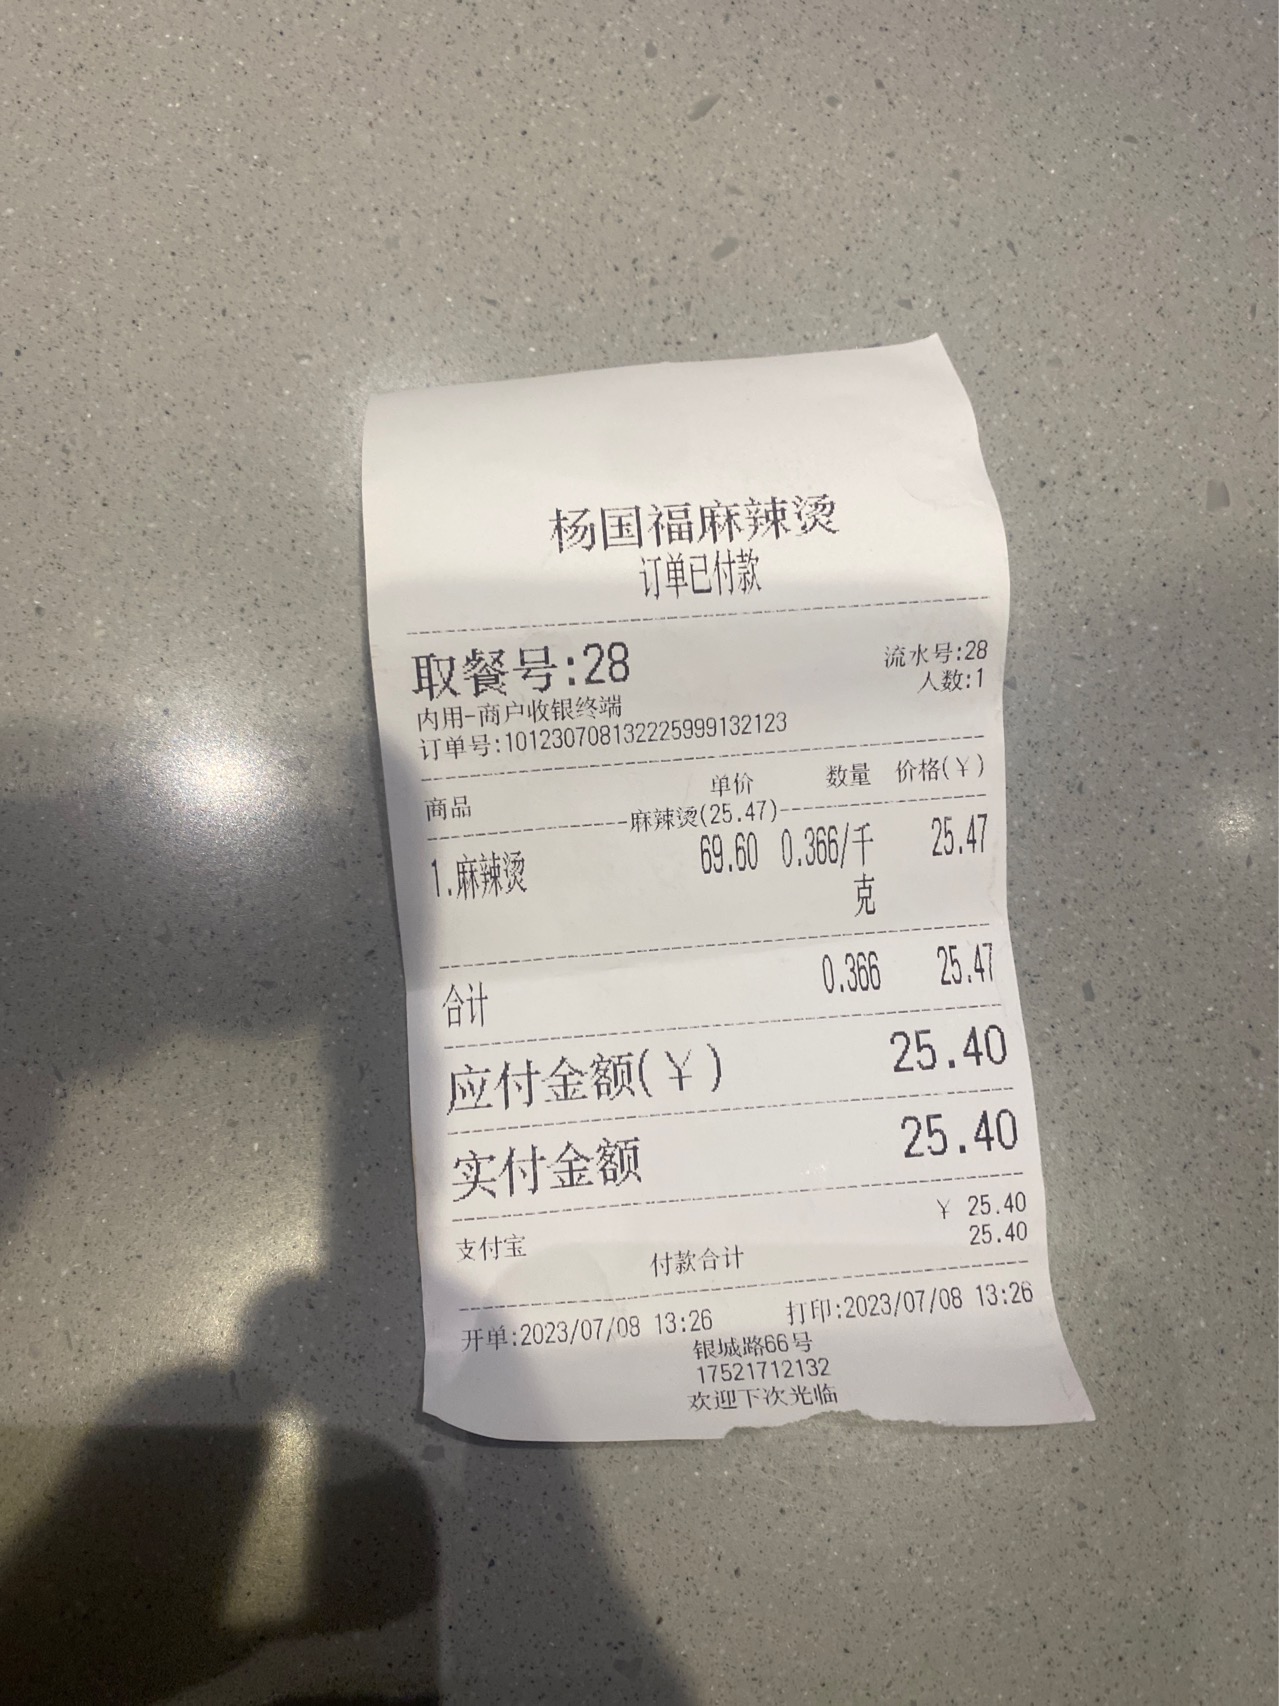 杨国福麻辣烫
订单已付款
取餐号:28 流水号:28
内用-商户收银终端 人数:1
订单号:101230708132225999132123
商品 单价 数量 价格(¥)
麻辣烫(25.47)
1.麻辣烫 69.60 0.366/千克 25.47
合计 0.366 25.47
应付金额(¥) 25.40
实付金额 25.40
支付宝 ¥ 25.40
付款合计 25.40
开单:2023/07/08 13:26 打印:2023/07/08 13:26
银城路66号
17521712132
欢迎下次光临